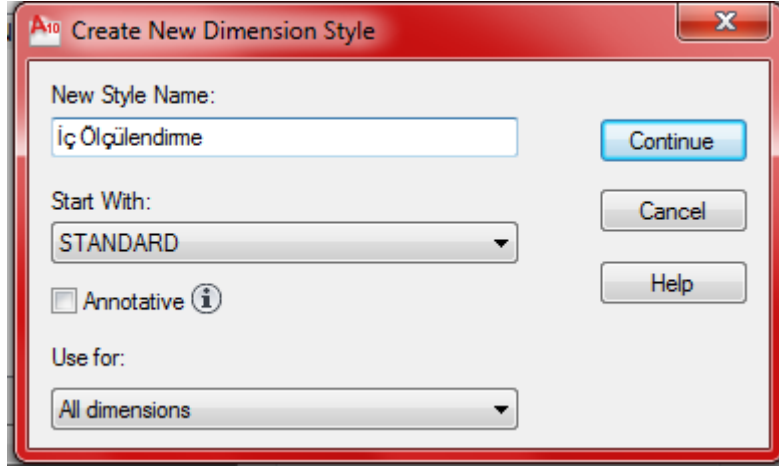 A10 Create New Dimension Style
New Style Name:
İç Ölçülendirme
Continue
Start With:
Cancel
STANDARD
Help
Annotative
Use for:
All dimensions